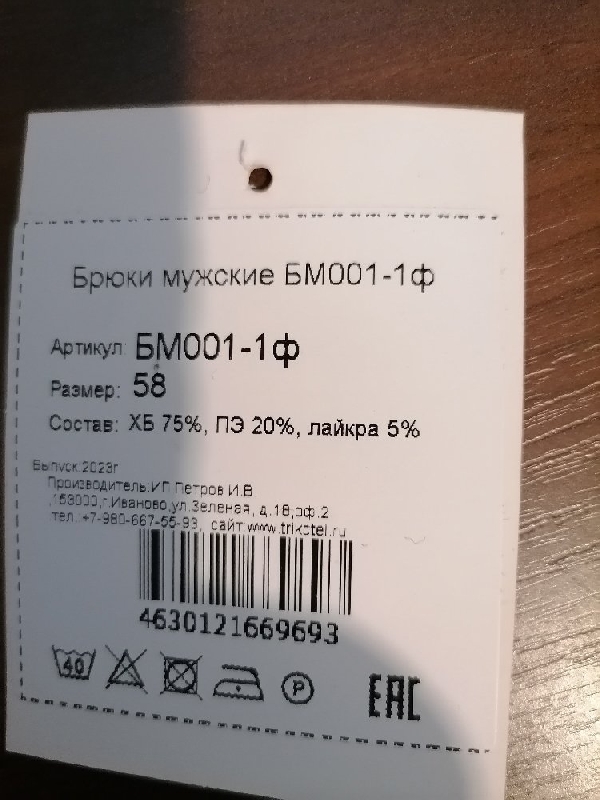 Брюки мужские БМ001-1ф
Артикул: БМ001-1ф
Размер: 58
Состав: ХБ 75%, ПЭ 20%, лайкра 5%
Выпуск:2023г
Производитель:ИП Петров И.В
,153000,г.Иваново,ул.Зеленая, д.18,оф.2
тел.:+7-980-667-55-93, сайт:www.trikotel.ru
4630121669693
40 P EAC